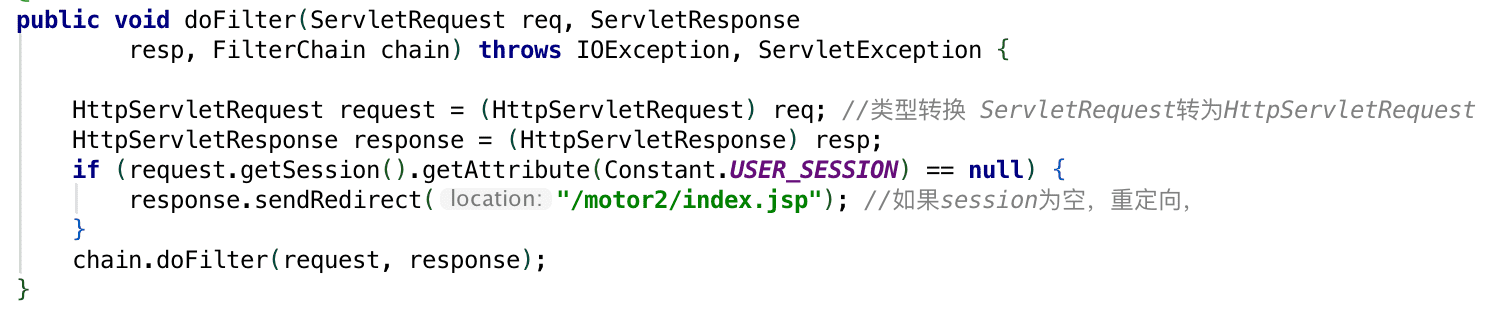 public void doFilter(ServletRequest req, ServletResponse
resp, FilterChain chain) throws IOException, ServletException {
HttpServletRequest request = (HttpServletRequest) req; //类型转换 ServletRequest转为HttpServletRequest
HttpServletResponse response = (HttpServletResponse) resp;
if (request.getSession().getAttribute(Constant.USER_SESSION) == null) {
response.sendRedirect( location: "/motor2/index.jsp"); //如果session为空，重定向，
}
chain.doFilter(request, response);
}